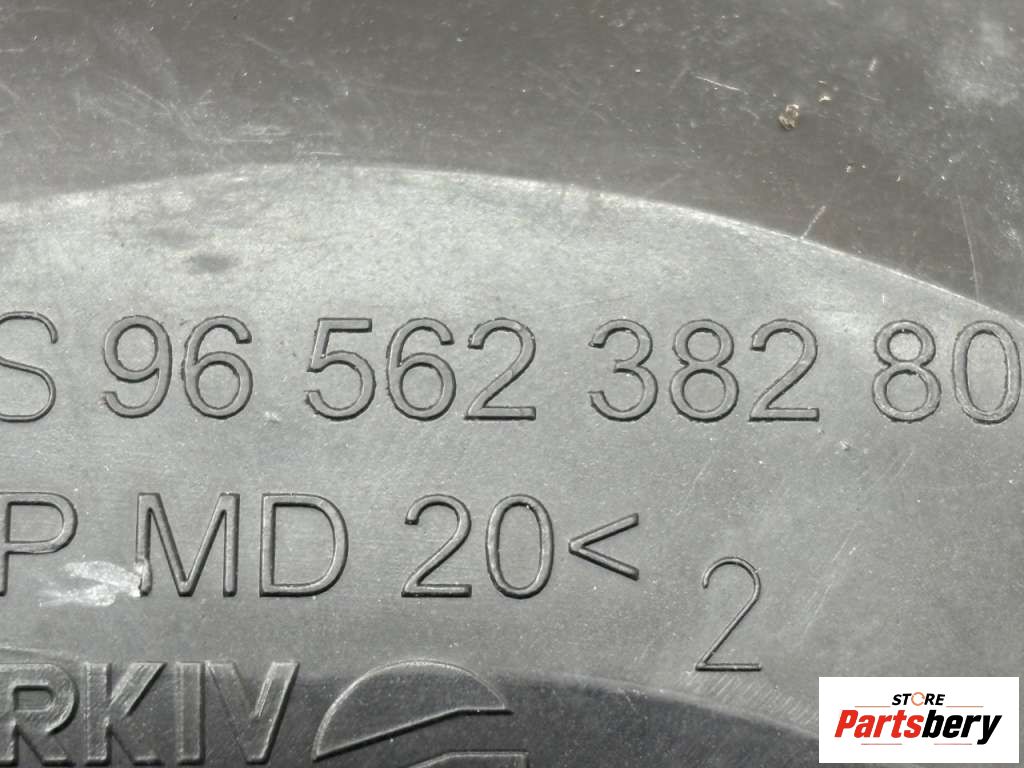 S 96 562 382 80
P MD 20<
2
RKIV
STORE
Partsbery